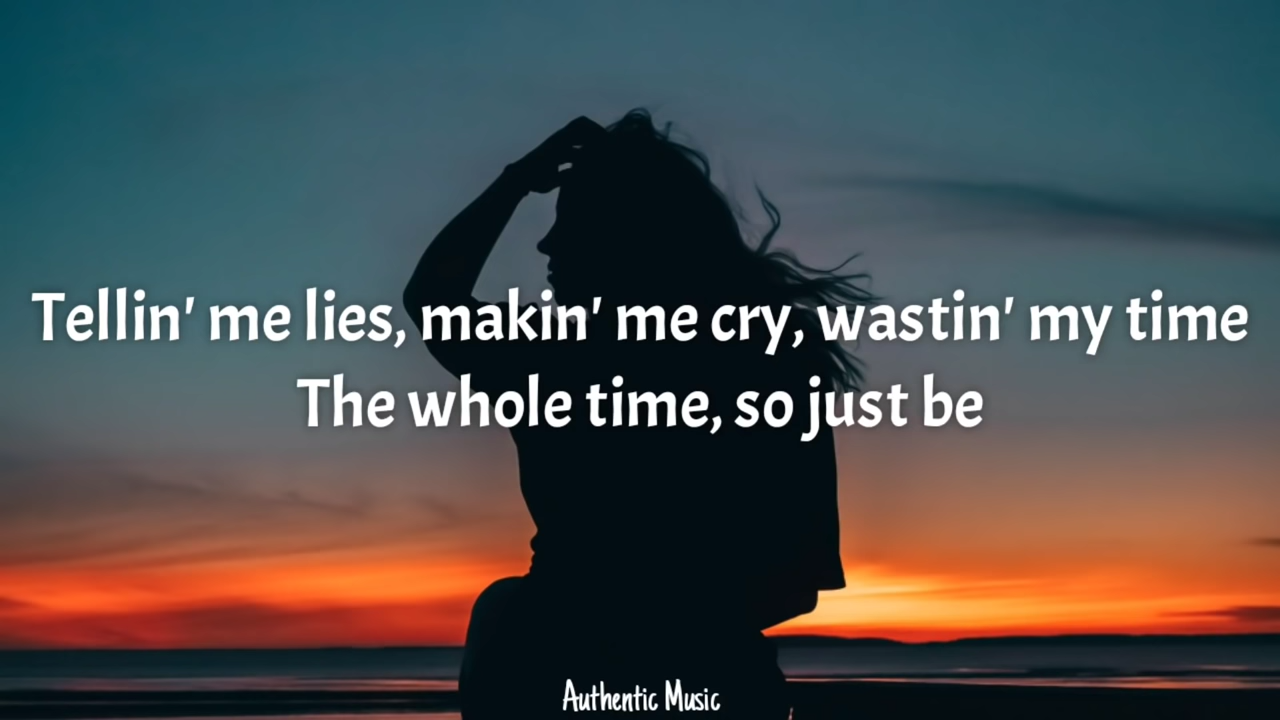 Tellin' me lies, makin' me cry, wastin' my time
The whole time, so just be
Authentic Music